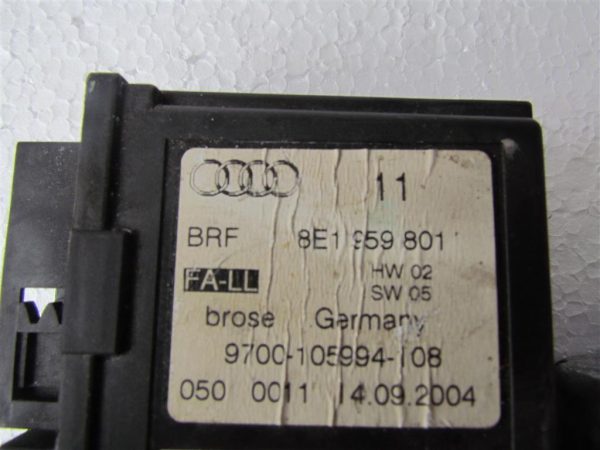 11
BRF 8E1 959 801
FA-LL HW 02
SW 05
brose Germany
9700-105994-108
050 0011 14.09.2004